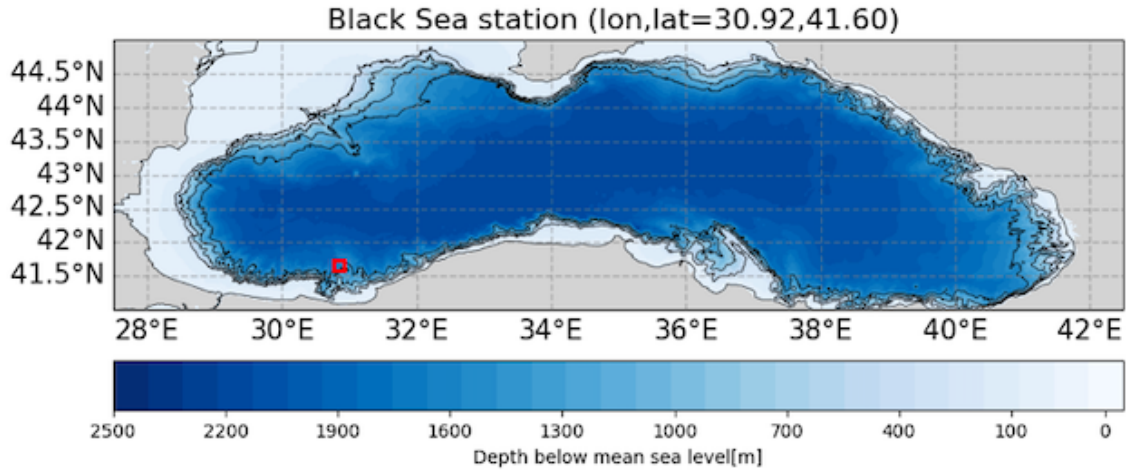 Black Sea station (lon,lat=30.92,41.60)
44.5°N
44°N
43.5°N
43°N
42.5°N
42°N
41.5°N
28°E 30°E 32°E 34°E 36°E 38°E 40°E 42°E
2500 2200 1900 1600 1300 1000 700 400 100 0
Depth below mean sea level[m]